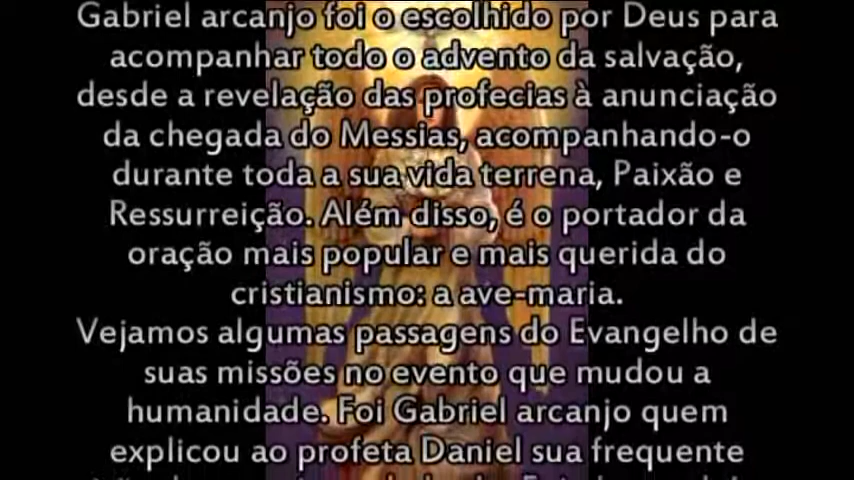 Gabriel arcanjo foi o escolhido por Deus para
acompanhar todo o advento da salvação,
desde a revelação das profecias à anunciação
da chegada do Messias, acompanhando-o
durante toda a sua vida terrena, Paixão e
Ressurreição. Além disso, é o portador da
oração mais popular e mais querida do
cristianismo: a ave-maria.
Vejamos algumas passagens do Evangelho de
suas missões no evento que mudou a
humanidade. Foi Gabriel arcanjo quem
explicou ao profeta Daniel sua frequente